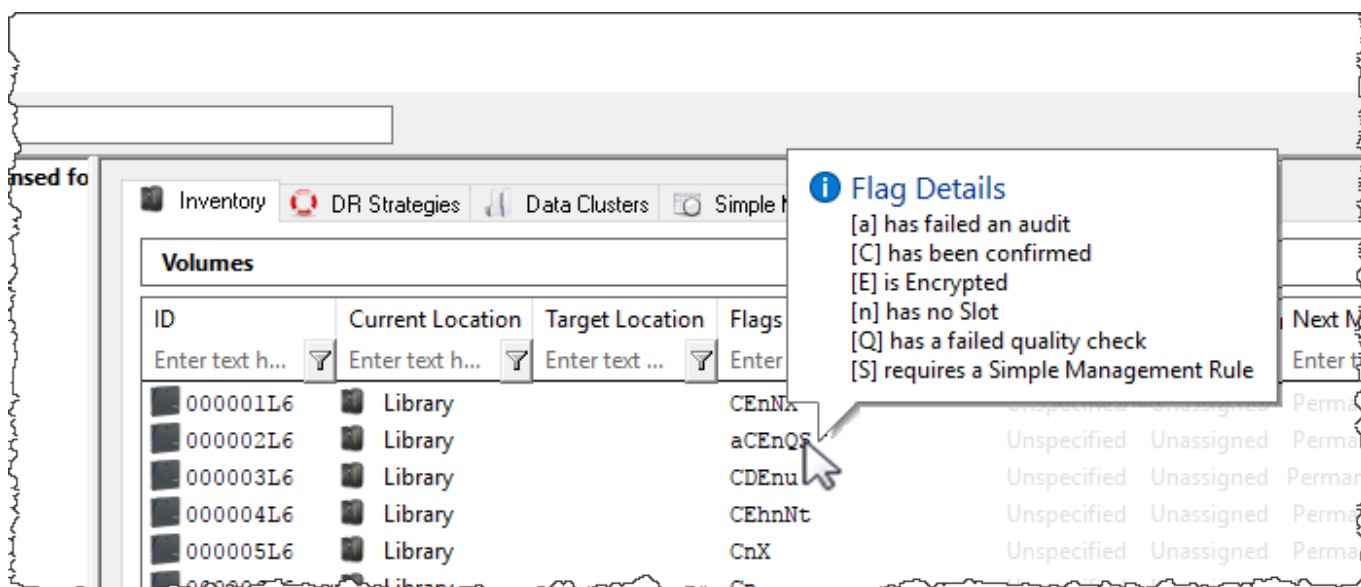 nsed fo
Inventory DR Strategies Data Clusters Simple
Flag Details
[a] has failed an audit
[C] has been confirmed
[E] is Encrypted
[n] has no Slot
[Q] has a failed quality check
[S] requires a Simple Management Rule
Volumes
ID Current Location Target Location Flags Next
Enter text h... Enter text h... Enter text ... Enter Enter
000001L6 Library CEnNX Unspecified Unassigned Perma
000002L6 Library aCEnQS Unspecified Unassigned Perma
000003L6 Library CDEnu Unspecified Unassigned Perman
000004L6 Library CEhnNt Unspecified Unassigned Perma
000005L6 Library CnX Unspecified Unassigned Perma
Library